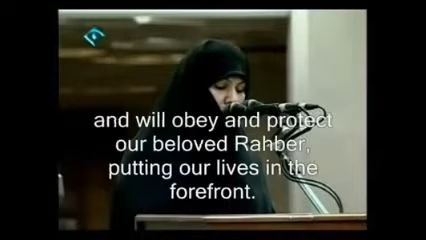 and will obey and protect
our beloved Rahber,
putting our lives in the
forefront.